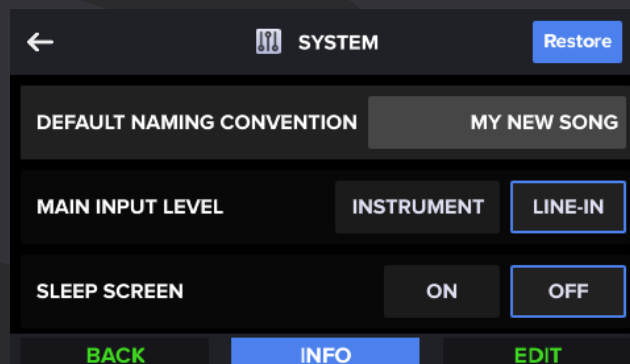 SYSTEM Restore
DEFAULT NAMING CONVENTION MY NEW SONG
MAIN INPUT LEVEL INSTRUMENT LINE-IN
SLEEP SCREEN ON OFF
BACK INFO EDIT